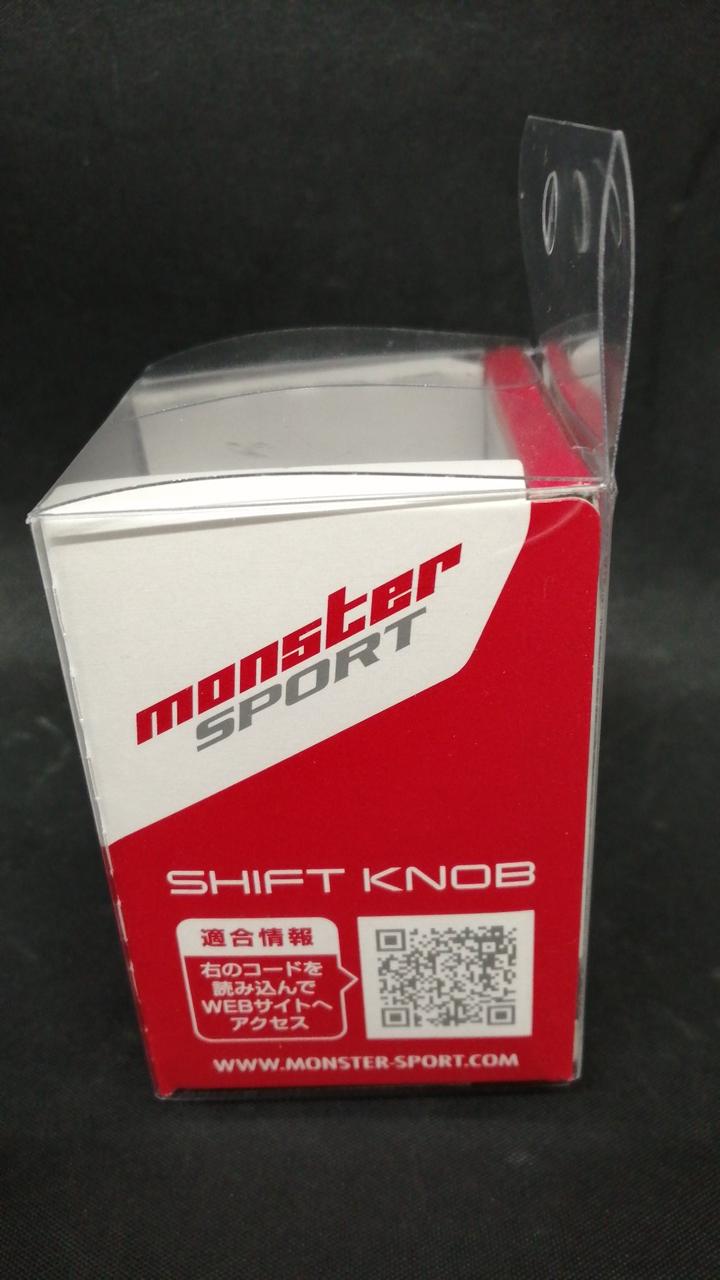 monster
SPORT
SHIFT KNOB
適合情報
右のコードを
読み込んで
WEBサイトへ
アクセス
WWW.MONSTER-SPORT.COM